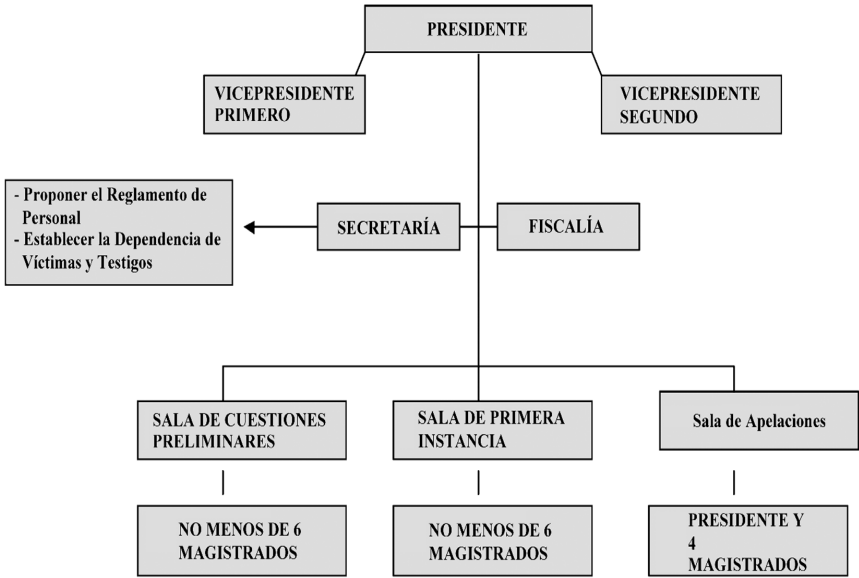 PRESIDENTE
VICEPRESIDENTE
PRIMERO
VICEPRESIDENTE
SEGUNDO
- Proponer el Reglamento de
Personal
- Establecer la Dependencia de
Víctimas y Testigos
SECRETARÍA
FISCALÍA
SALA DE CUESTIONES
PRELIMINARES
SALA DE PRIMERA
INSTANCIA
Sala de Apelaciones
NO MENOS DE 6
MAGISTRADOS
NO MENOS DE 6
MAGISTRADOS
PRESIDENTE Y
4
MAGISTRADOS